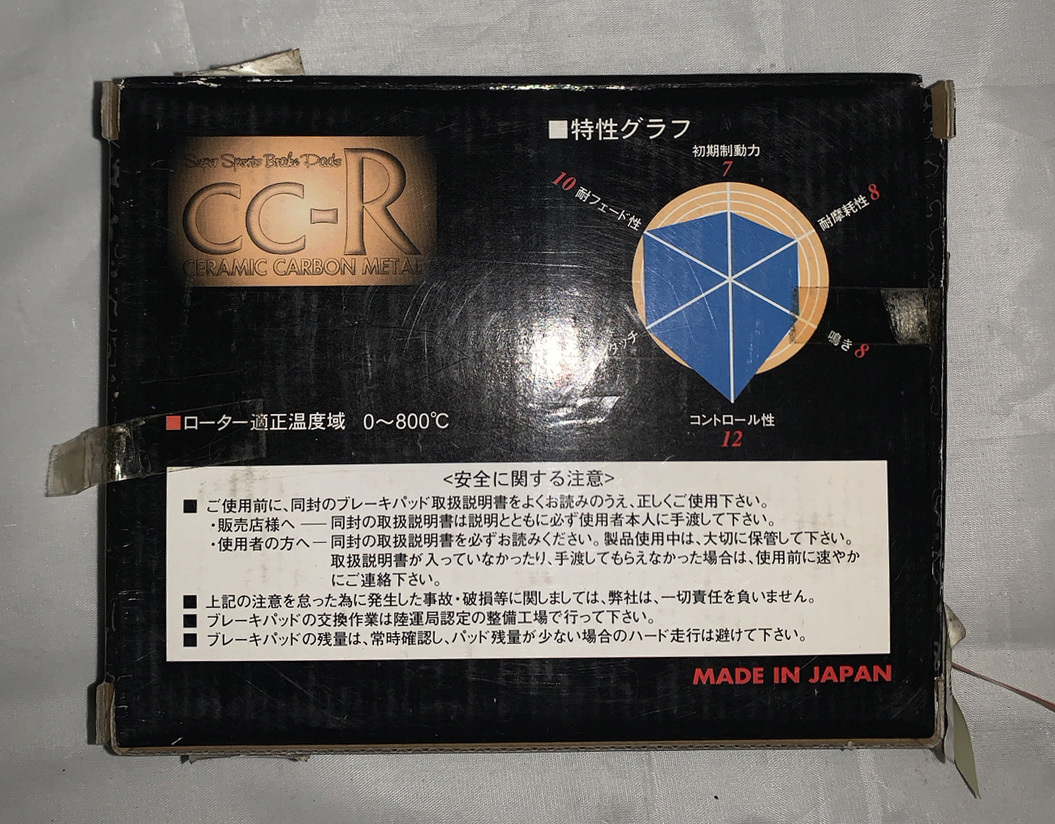 Super Sports Brake Pads
CC-R
CERAMIC CARBON METAL
■特性グラフ
初期制動力
7
10 耐フェード性
耐摩耗性 8
タッチ
鳴き 8
コントロール性
12
■ローター適正温度域 0～800℃
<安全に関する注意>
■ ご使用前に、同封のブレーキパッド取扱説明書をよくお読みのうえ、正しくご使用下さい。
・販売店様へ — 同封の取扱説明書は説明とともに必ず使用者本人に手渡して下さい。
・使用者の方へ — 同封の取扱説明書を必ずお読みください。製品使用中は、大切に保管して下さい。
取扱説明書が入っていなかったり、手渡してもらえなかった場合は、使用前に速やか
にご連絡下さい。
■ 上記の注意を怠った為に発生した事故・破損等に関しましては、弊社は、一切責任を負いません。
■ ブレーキパッドの交換作業は陸運局認定の整備工場で行って下さい。
■ ブレーキパッドの残量は、常時確認し、パッド残量が少ない場合のハード走行は避けて下さい。
MADE IN JAPAN